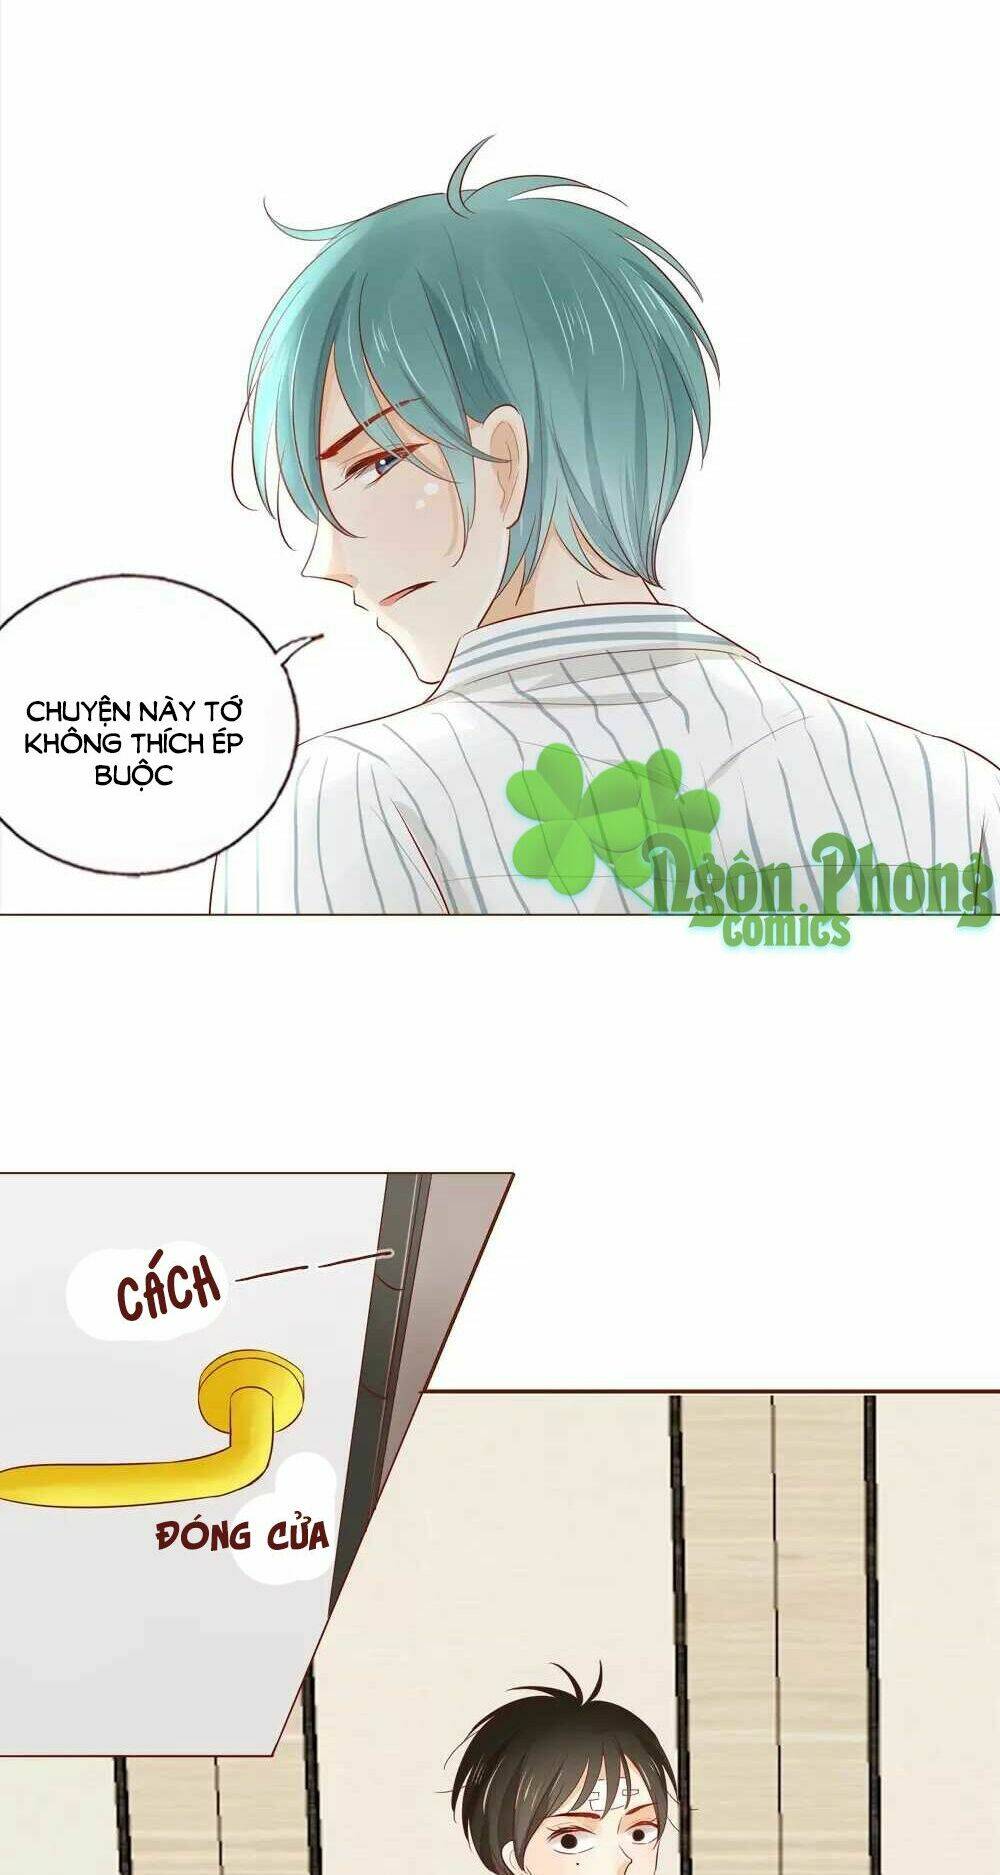 CHUYỆN NÀY TỚ
KHÔNG THÍCH ÉP
BUỘC
Ngôn.Phong
comics
CÁCH
ĐÓNG CỬA